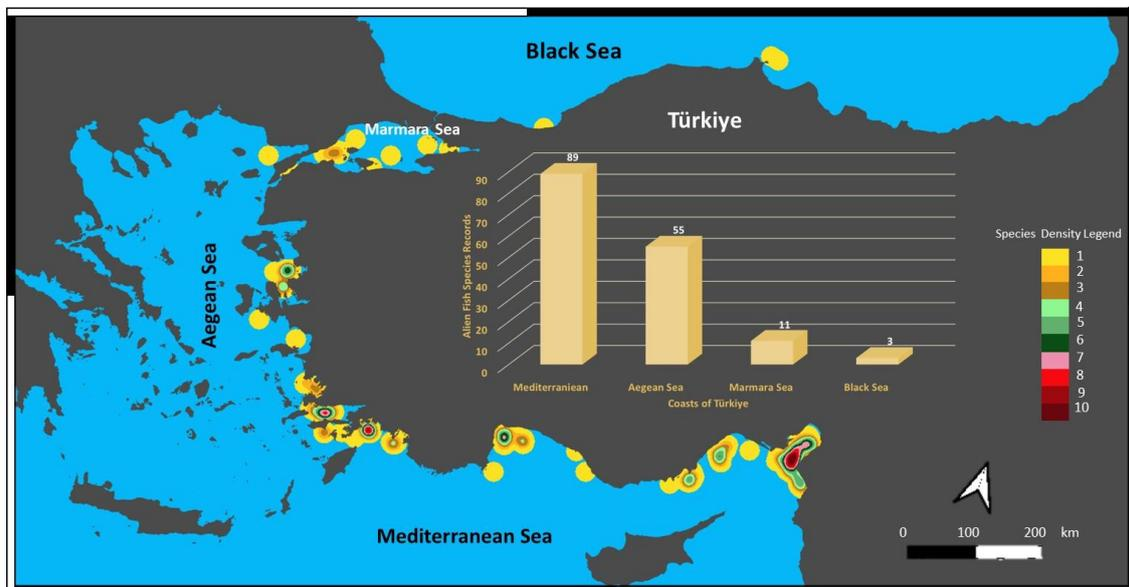 Black Sea
Marmara Sea
Türkiye
Aegean Sea
Mediterranean Sea
Alien Fish Species Records
90
80
70
60
50
40
30
20
10
0
89
55
11
3
Mediterraniean
Aegean Sea
Marmara Sea
Black Sea
Coasts of Türkiye
Species Density Legend
1
2
3
4
5
6
7
8
9
10
0 100 200 km